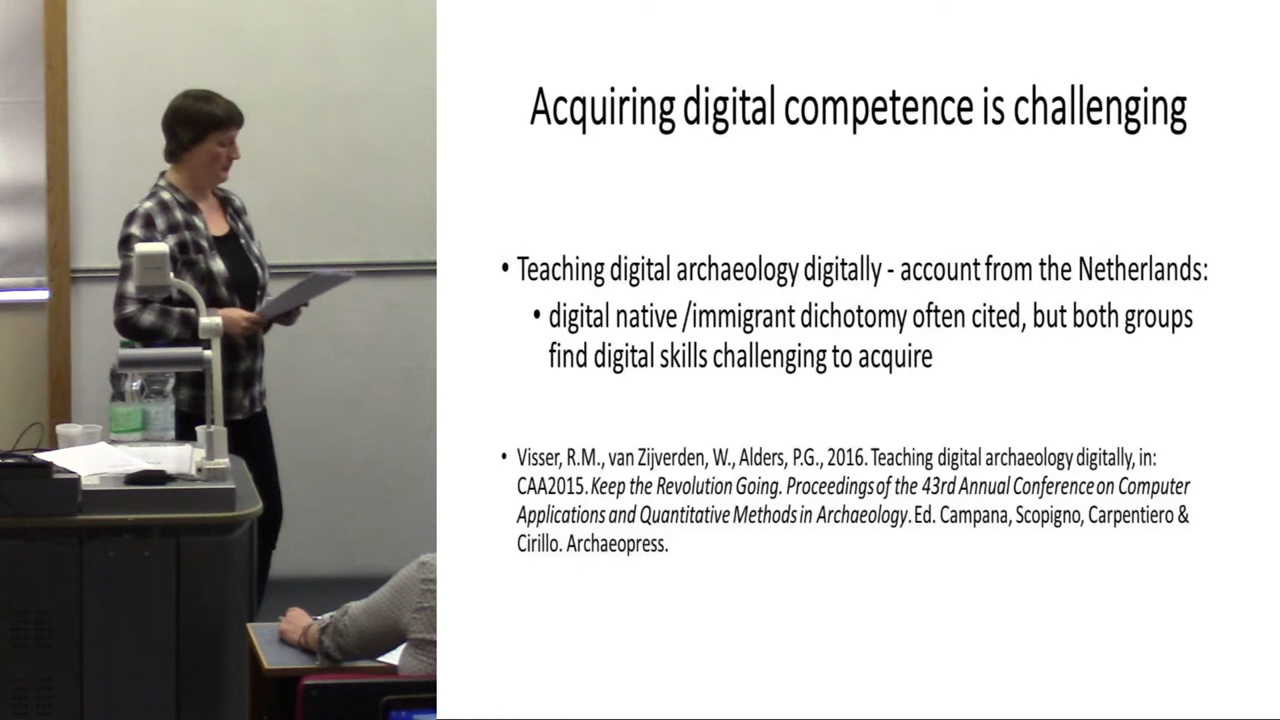 Acquiring digital competence is challenging
• Teaching digital archaeology digitally - account from the Netherlands:
• digital native /immigrant dichotomy often cited, but both groups
find digital skills challenging to acquire
• Visser, R.M., van Zijverden, W., Alders, P.G., 2016. Teaching digital archaeology digitally, in:
CAA2015. Keep the Revolution Going. Proceedings of the 43rd Annual Conference on Computer
Applications and Quantitative Methods in Archaeology. Ed. Campana, Scopigno, Carpentiero &
Cirillo. Archaeopress.